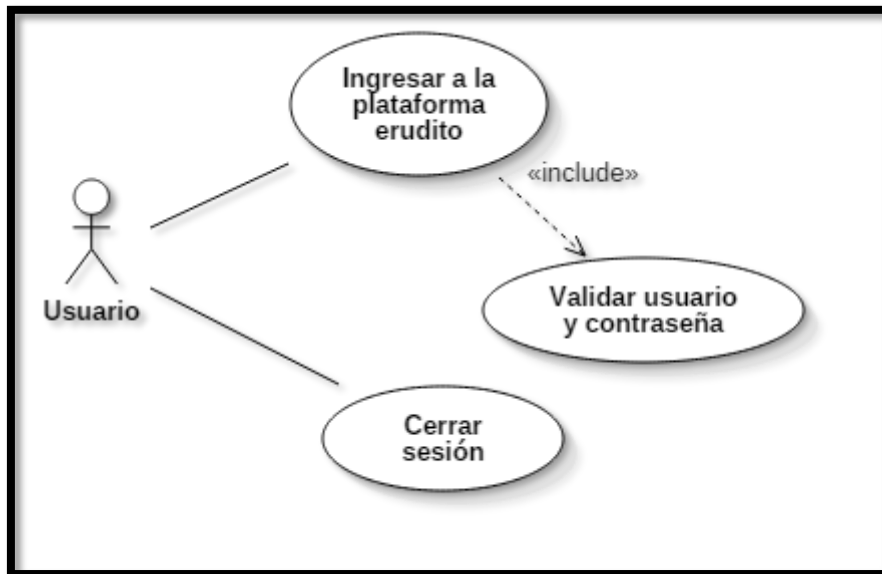 Ingresar a la
plataforma
erudito
«include»
Usuario
Validar usuario
y contraseña
Cerrar
sesión